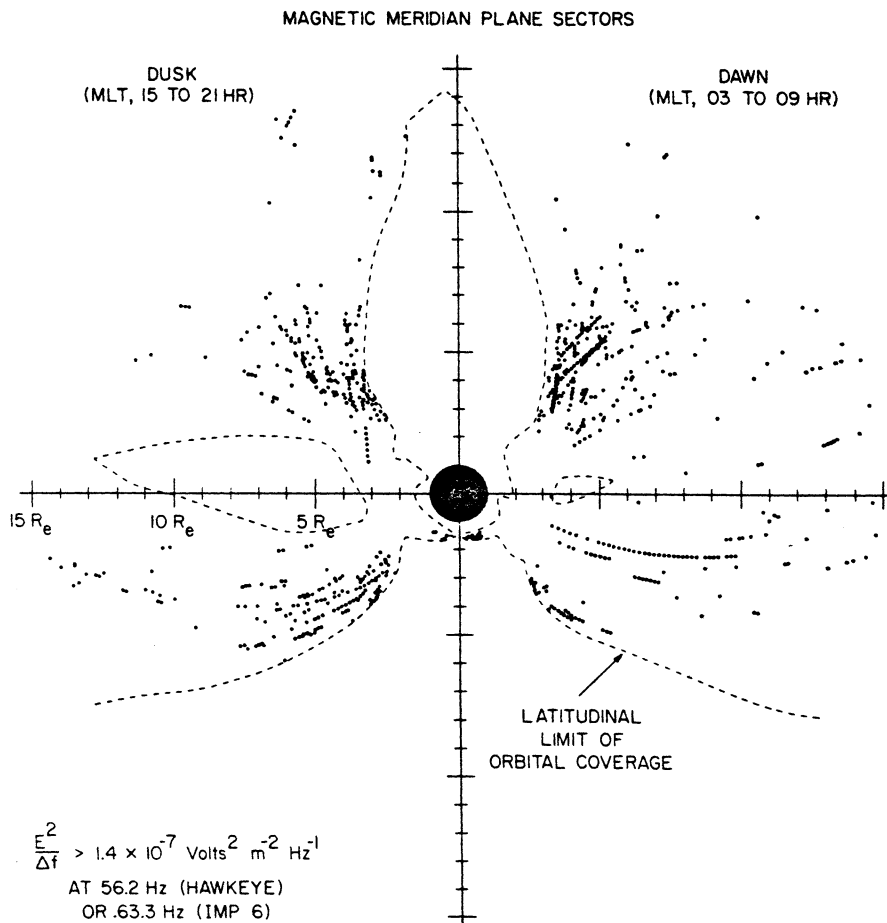 MAGNETIC MERIDIAN PLANE SECTORS
DUSK
(MLT, 15 TO 21 HR)
DAWN
(MLT, 03 TO 09 HR)
15 Re
10 Re
5 Re
LATITUDINAL
LIMIT OF
ORBITAL COVERAGE
E²/Δf > 1.4 × 10⁻⁷ Volts² m⁻² Hz⁻¹
AT 56.2 Hz (HAWKEYE)
OR .63.3 Hz (IMP 6)